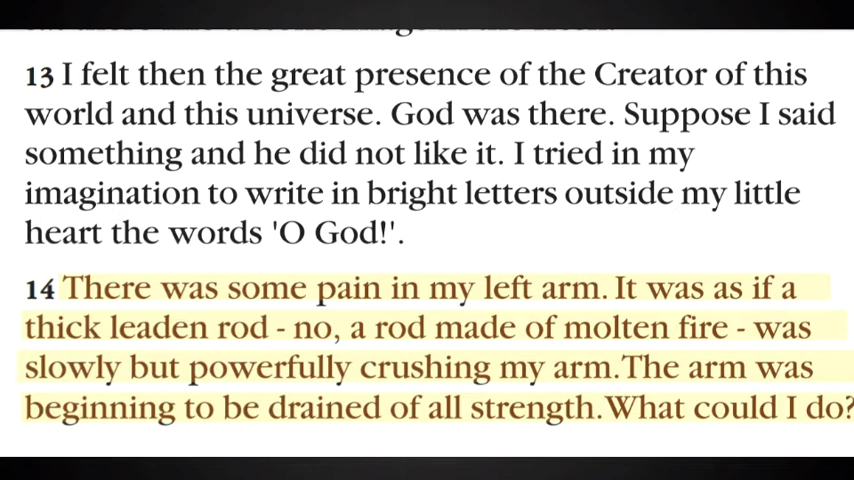 13 I felt then the great presence of the Creator of this
world and this universe. God was there. Suppose I said
something and he did not like it. I tried in my
imagination to write in bright letters outside my little
heart the words 'O God!'.
14 There was some pain in my left arm. It was as if a
thick leaden rod - no, a rod made of molten fire - was
slowly but powerfully crushing my arm.The arm was
beginning to be drained of all strength.What could I do?